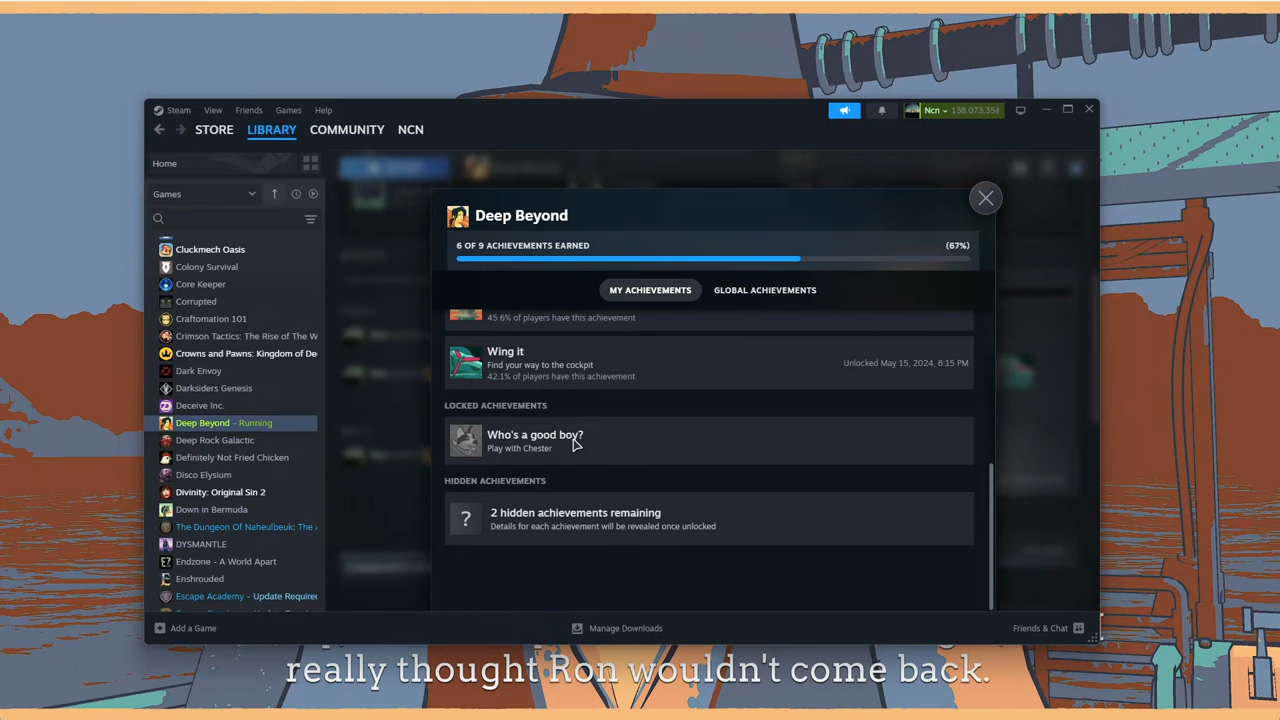 Steam View Friends Games Help
Ncn 138 073,35₫
STORE LIBRARY COMMUNITY NCN
Home
Games
Cluckmech Oasis
Colony Survival
Core Keeper
Corrupted
Craftomation 101
Crimson Tactics: The Rise of The W
Crowns and Pawns: Kingdom of De
Dark Envoy
Darksiders Genesis
Deceive Inc.
Deep Beyond - Running
Deep Rock Galactic
Definitely Not Fried Chicken
Disco Elysium
Divinity: Original Sin 2
Down in Bermuda
The Dungeon Of Naheulbeuk: The A
DYSMANTLE
Endzone - A World Apart
Enshrouded
Escape Academy - Update Required
Deep Beyond
6 OF 9 ACHIEVEMENTS EARNED (67%)
MY ACHIEVEMENTS GLOBAL ACHIEVEMENTS
45.6% of players have this achievement
Wing it
Find your way to the cockpit
42.1% of players have this achievement
Unlocked May 15, 2024, 8:15 PM
LOCKED ACHIEVEMENTS
Who's a good boy?
Play with Chester
HIDDEN ACHIEVEMENTS
? 2 hidden achievements remaining
Details for each achievement will be revealed once unlocked
Add a Game Manage Downloads Friends & Chat
really thought Ron wouldn't come back.